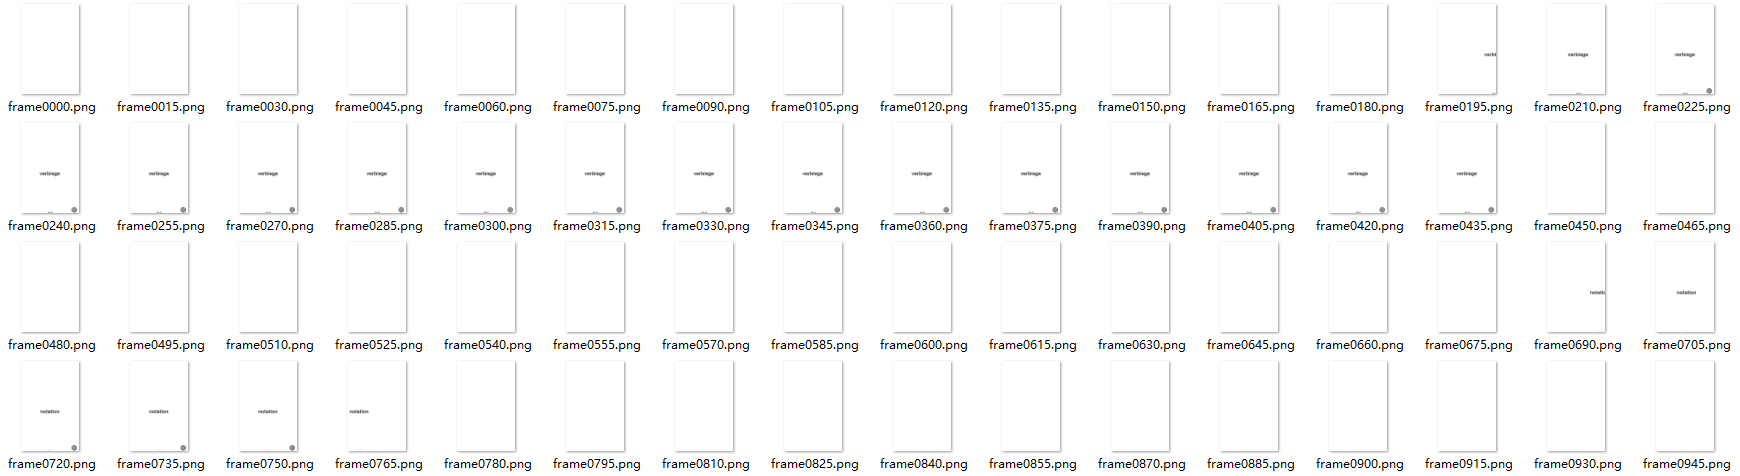 verbl verbiage verbiage
frame0000.png frame0015.png frame0030.png frame0045.png frame0060.png frame0075.png frame0090.png frame0105.png frame0120.png frame0135.png frame0150.png frame0165.png frame0180.png frame0195.png frame0210.png frame0225.png
verbiage verbiage verbiage verbiage verbiage verbiage verbiage verbiage verbiage verbiage verbiage verbiage verbiage verbiage
frame0240.png frame0255.png frame0270.png frame0285.png frame0300.png frame0315.png frame0330.png frame0345.png frame0360.png frame0375.png frame0390.png frame0405.png frame0420.png frame0435.png frame0450.png frame0465.png
notatic notation
frame0480.png frame0495.png frame0510.png frame0525.png frame0540.png frame0555.png frame0570.png frame0585.png frame0600.png frame0615.png frame0630.png frame0645.png frame0660.png frame0675.png frame0690.png frame0705.png
notation notation notation notation
frame0720.png frame0735.png frame0750.png frame0765.png frame0780.png frame0795.png frame0810.png frame0825.png frame0840.png frame0855.png frame0870.png frame0885.png frame0900.png frame0915.png frame0930.png frame0945.png